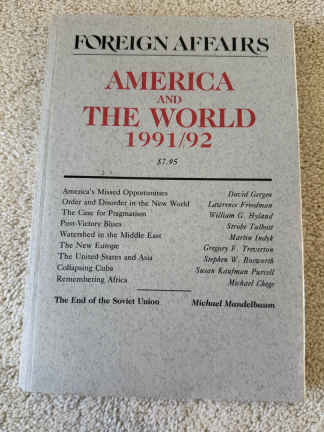 FOREIGN AFFAIRS
AMERICA
AND
THE WORLD
1991/92
$7.95
America's Missed Opportunities David Gergen
Order and Disorder in the New World Lawrence Freedman
The Case for Pragmatism William G. Hyland
Post-Victory Blues Strobe Talbott
Watershed in the Middle East Martin Indyk
The New Europe Gregory F. Treverton
The United States and Asia Stephen W. Bosworth
Collapsing Cuba Susan Kaufman Purcell
Remembering Africa Michael Chege
The End of the Soviet Union Michael Mandelbaum